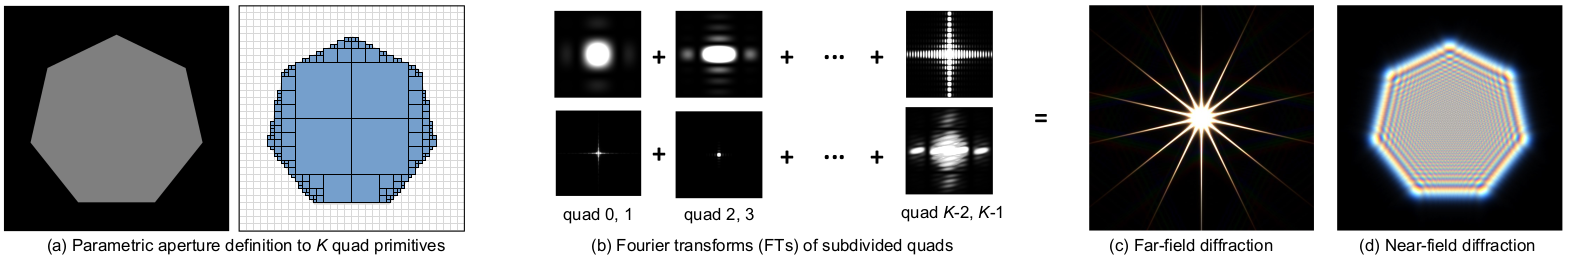 + + ... +
+ + ... +
=
quad 0, 1 quad 2, 3 quad K-2, K-1
(a) Parametric aperture definition to K quad primitives
(b) Fourier transforms (FTs) of subdivided quads
(c) Far-field diffraction
(d) Near-field diffraction